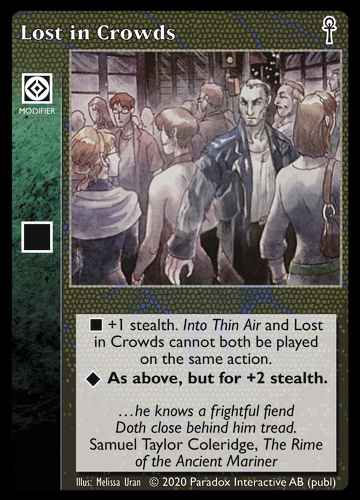 Lost in Crowds
MODIFIER
+1 stealth. Into Thin Air and Lost
in Crowds cannot both be played
on the same action.
As above, but for +2 stealth.
...he knows a frightful fiend
Doth close behind him tread.
Samuel Taylor Coleridge, The Rime
of the Ancient Mariner
Illus: Melissa Uran © 2020 Paradox Interactive AB (publ)